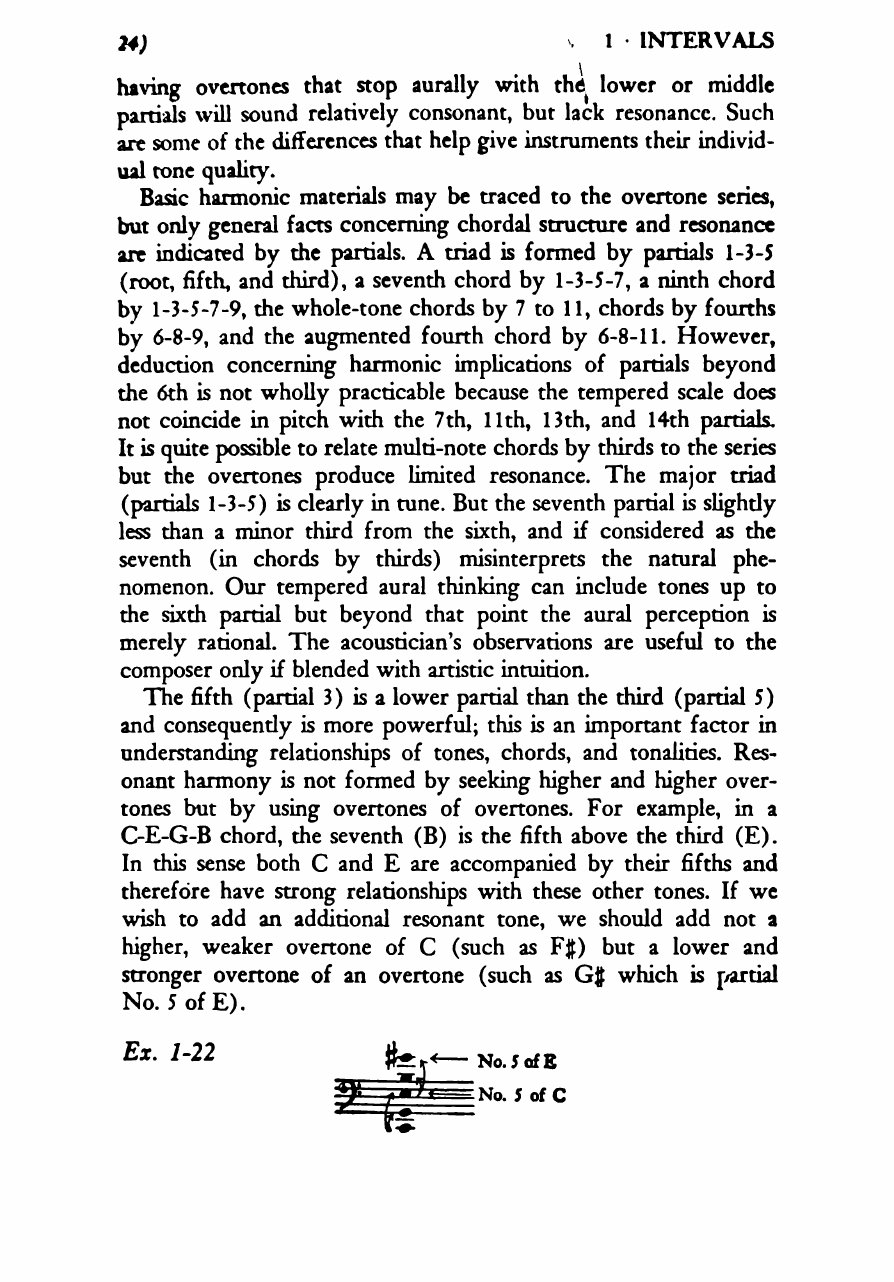 24) 1 · INTERVALS
having overtones that stop aurally with the lower or middle
partials will sound relatively consonant, but lack resonance. Such
are some of the differences that help give instruments their individ-
ual tone quality.
Basic harmonic materials may be traced to the overtone series,
but only general facts concerning chordal structure and resonance
are indicated by the partials. A triad is formed by partials 1-3-5
(root, fifth, and third), a seventh chord by 1-3-5-7, a ninth chord
by 1-3-5-7-9, the whole-tone chords by 7 to 11, chords by fourths
by 6-8-9, and the augmented fourth chord by 6-8-11. However,
deduction concerning harmonic implications of partials beyond
the 6th is not wholly practicable because the tempered scale does
not coincide in pitch with the 7th, 11th, 13th, and 14th partials.
It is quite possible to relate multi-note chords by thirds to the series
but the overtones produce limited resonance. The major triad
(partials 1-3-5) is clearly in tune. But the seventh partial is slightly
less than a minor third from the sixth, and if considered as the
seventh (in chords by thirds) misinterprets the natural phe-
nomenon. Our tempered aural thinking can include tones up to
the sixth partial but beyond that point the aural perception is
merely rational. The acoustician's observations are useful to the
composer only if blended with artistic intuition.
The fifth (partial 3) is a lower partial than the third (partial 5)
and consequently is more powerful; this is an important factor in
understanding relationships of tones, chords, and tonalities. Res-
onant harmony is not formed by seeking higher and higher over-
tones but by using overtones of overtones. For example, in a
C-E-G-B chord, the seventh (B) is the fifth above the third (E).
In this sense both C and E are accompanied by their fifths and
therefore have strong relationships with these other tones. If we
wish to add an additional resonant tone, we should add not a
higher, weaker overtone of C (such as F♯) but a lower and
stronger overtone of an overtone (such as G♯ which is partial
No. 5 of E).
Ex. 1-22
No. 5 of E
No. 5 of C